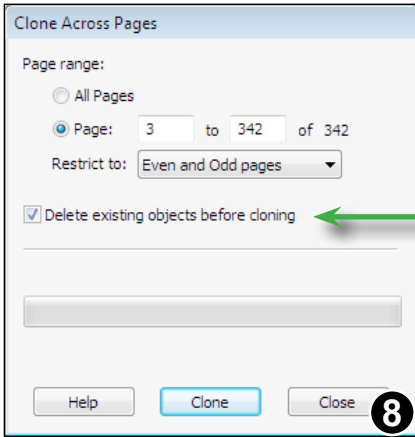 Clone Across Pages
Page range:
All Pages
Page: 3 to 342 of 342
Restrict to: Even and Odd pages
Delete existing objects before cloning
Help Clone Close 8